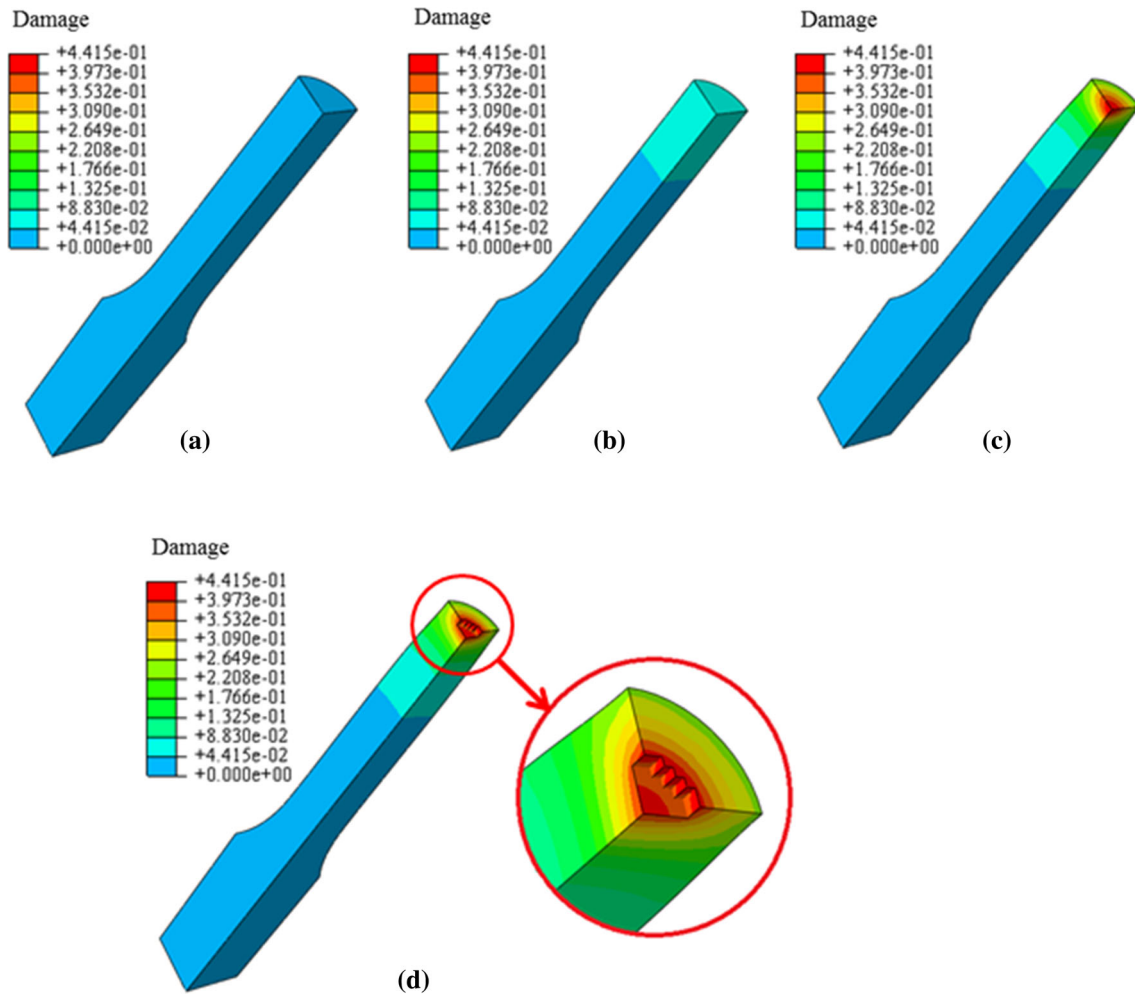 Damage
+4.415e-01
+3.973e-01
+3.532e-01
+3.090e-01
+2.649e-01
+2.208e-01
+1.766e-01
+1.325e-01
+8.830e-02
+4.415e-02
+0.000e+00
(a)
Damage
+4.415e-01
+3.973e-01
+3.532e-01
+3.090e-01
+2.649e-01
+2.208e-01
+1.766e-01
+1.325e-01
+8.830e-02
+4.415e-02
+0.000e+00
(b)
Damage
+4.415e-01
+3.973e-01
+3.532e-01
+3.090e-01
+2.649e-01
+2.208e-01
+1.766e-01
+1.325e-01
+8.830e-02
+4.415e-02
+0.000e+00
(c)
Damage
+4.415e-01
+3.973e-01
+3.532e-01
+3.090e-01
+2.649e-01
+2.208e-01
+1.766e-01
+1.325e-01
+8.830e-02
+4.415e-02
+0.000e+00
(d)